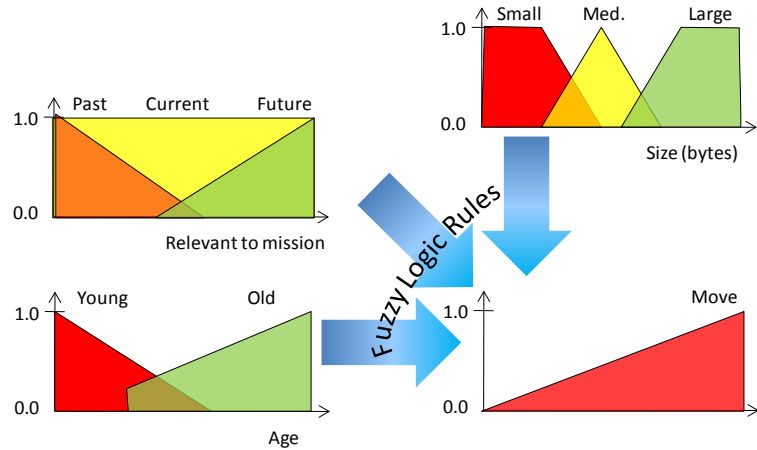 Small Med. Large
1.0
0.0
Size (bytes)
Past Current Future
1.0
0.0
Relevant to mission
Fuzzy Logic Rules
Young Old
1.0
0.0
Age
Move
1.0
0.0